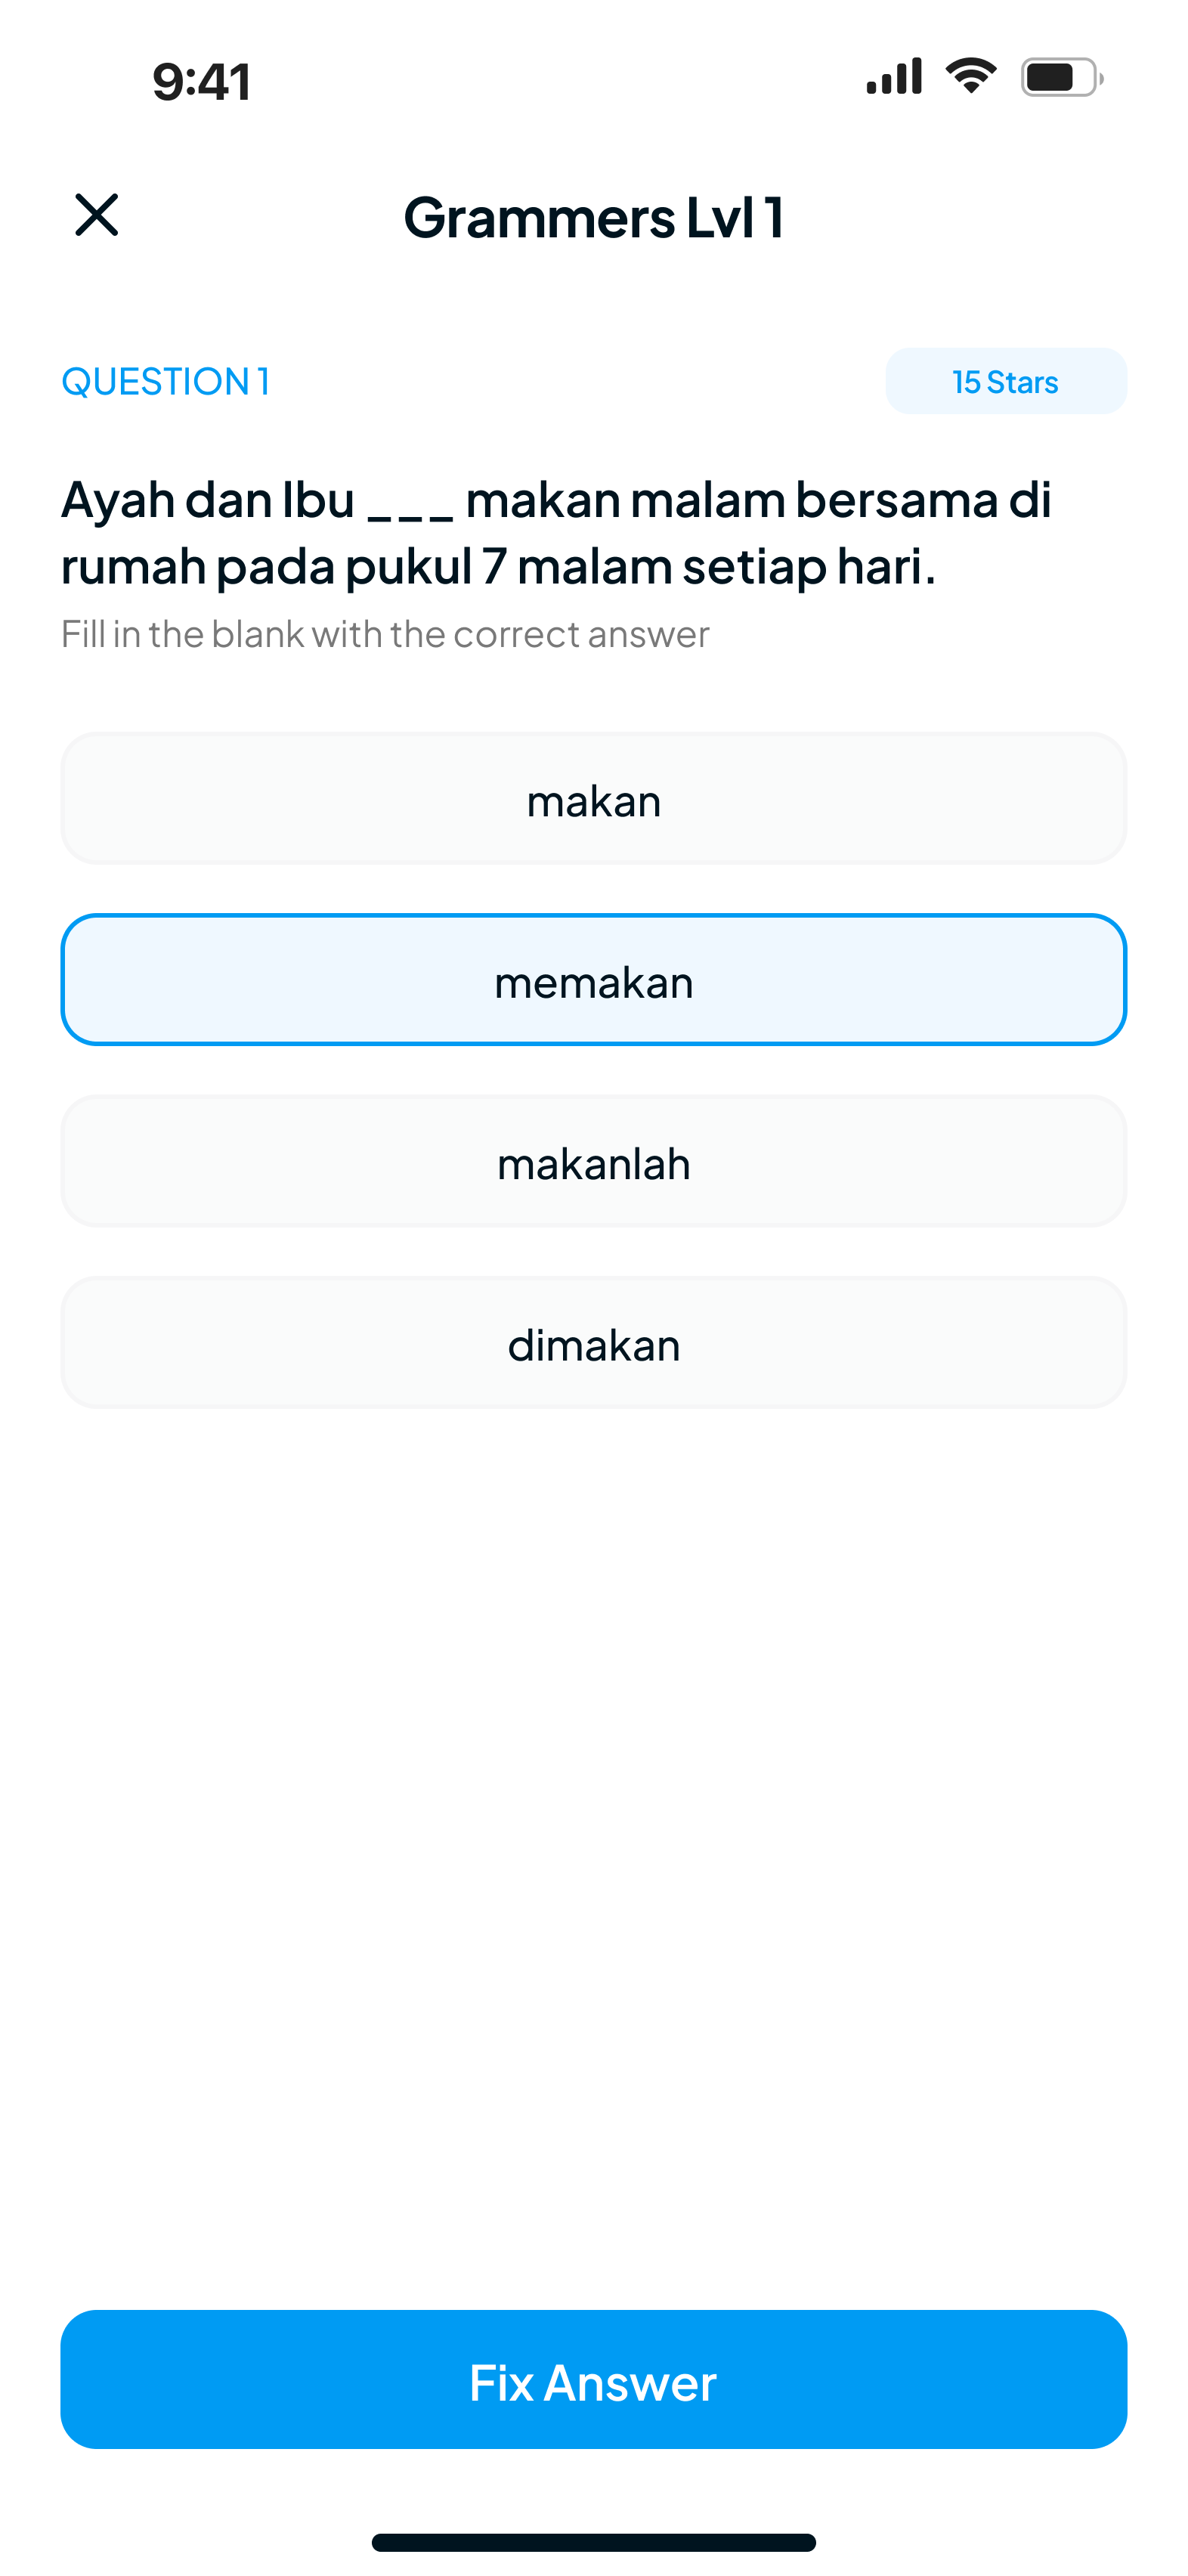 9:41
Grammers Lvl 1
QUESTION 1
15 Stars
Ayah dan Ibu _ _ _ makan malam bersama di
rumah pada pukul 7 malam setiap hari.
Fill in the blank with the correct answer
makan
memakan
makanlah
dimakan
Fix Answer